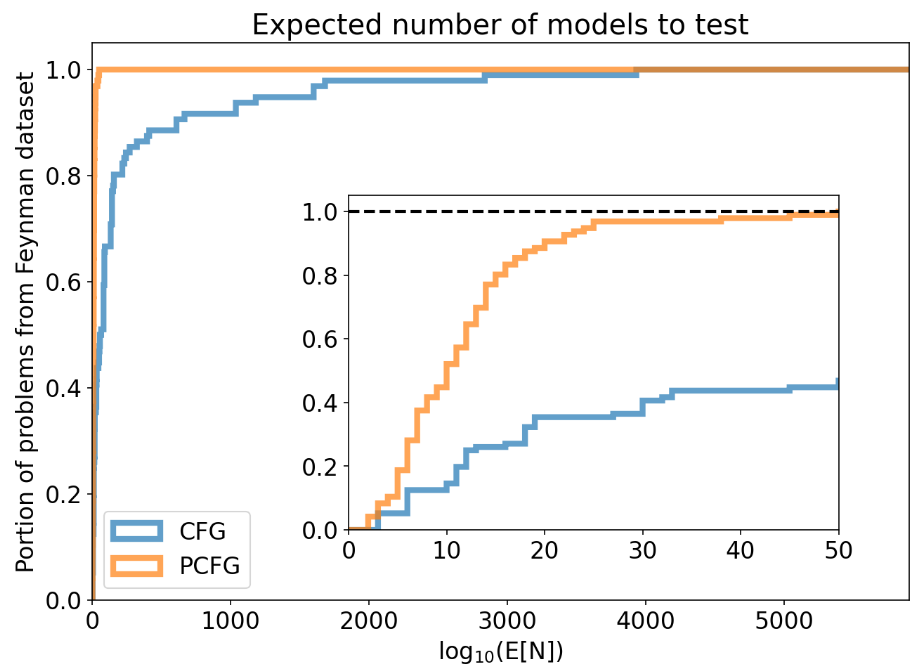 Expected number of models to test
Portion of problems from Feynman dataset
1.0
0.8
0.6
0.4
0.2
0.0
1.0
0.8
0.6
0.4
0.2
0.0
0 10 20 30 40 50
CFG
PCFG
0 1000 2000 3000 4000 5000
log₁₀(E[N])